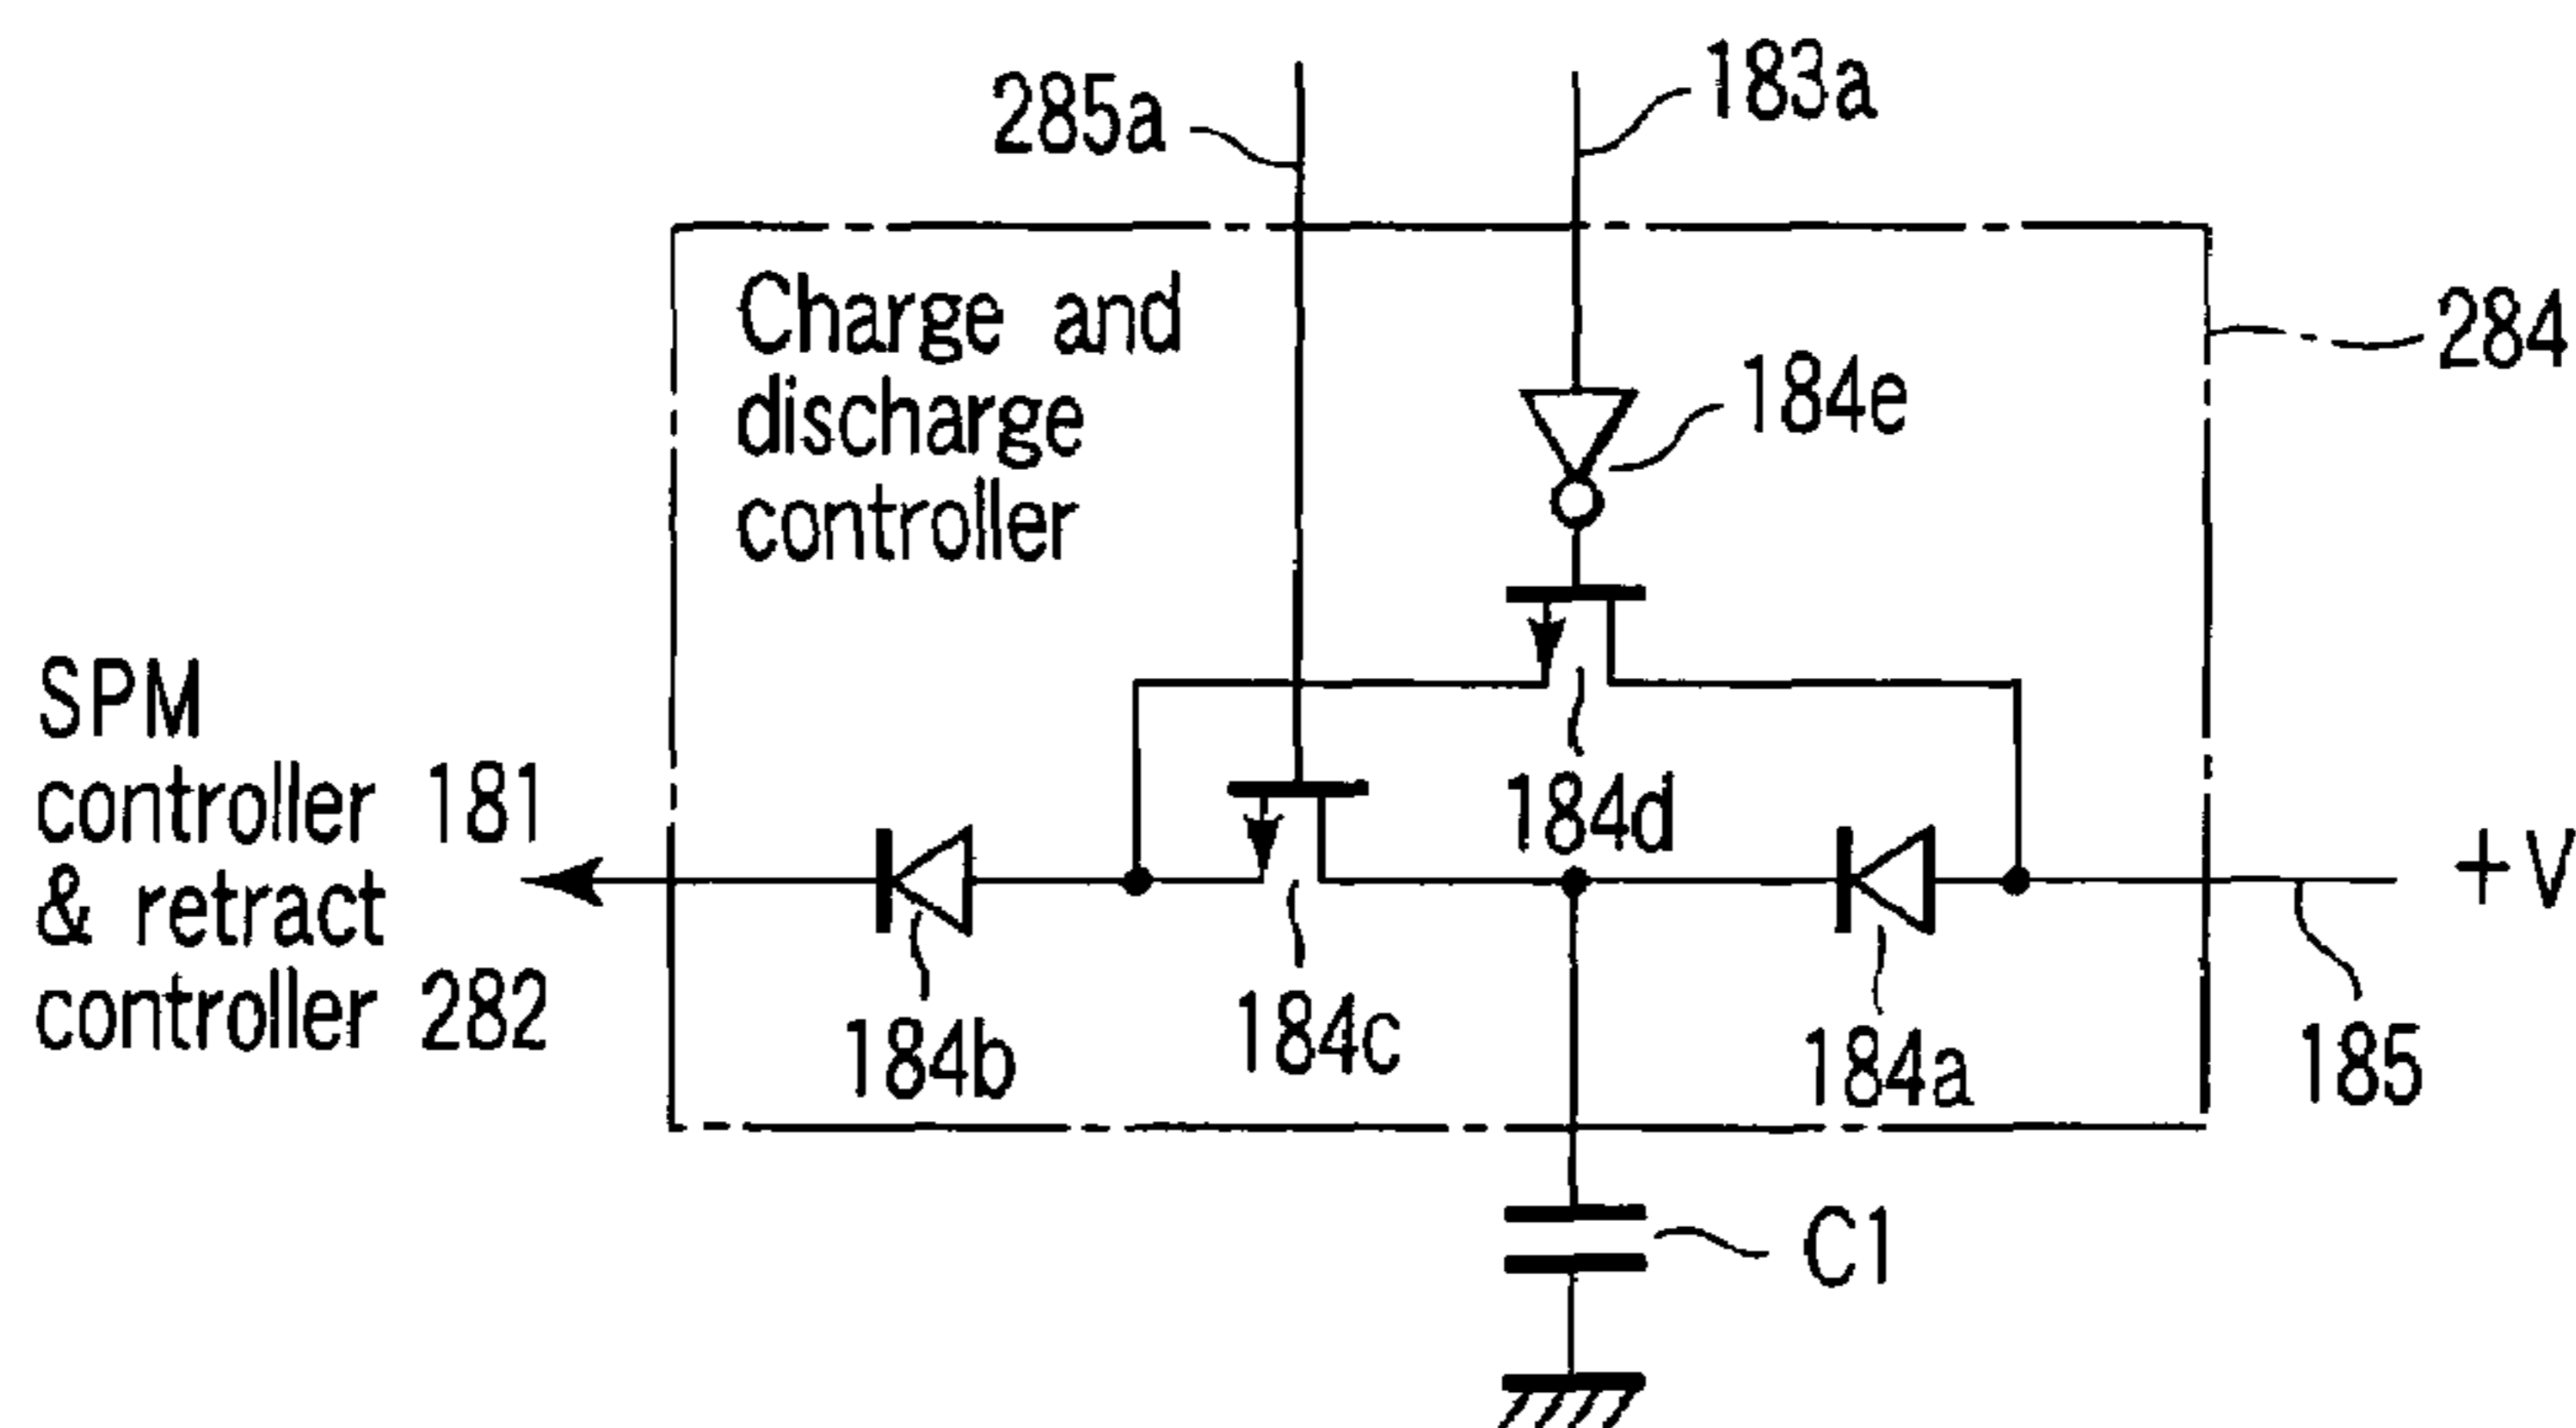 285a
183a
Charge and
discharge
controller
284
184e
SPM
controller 181
& retract
controller 282
184d
+V
184b
184c
184a
185
C1